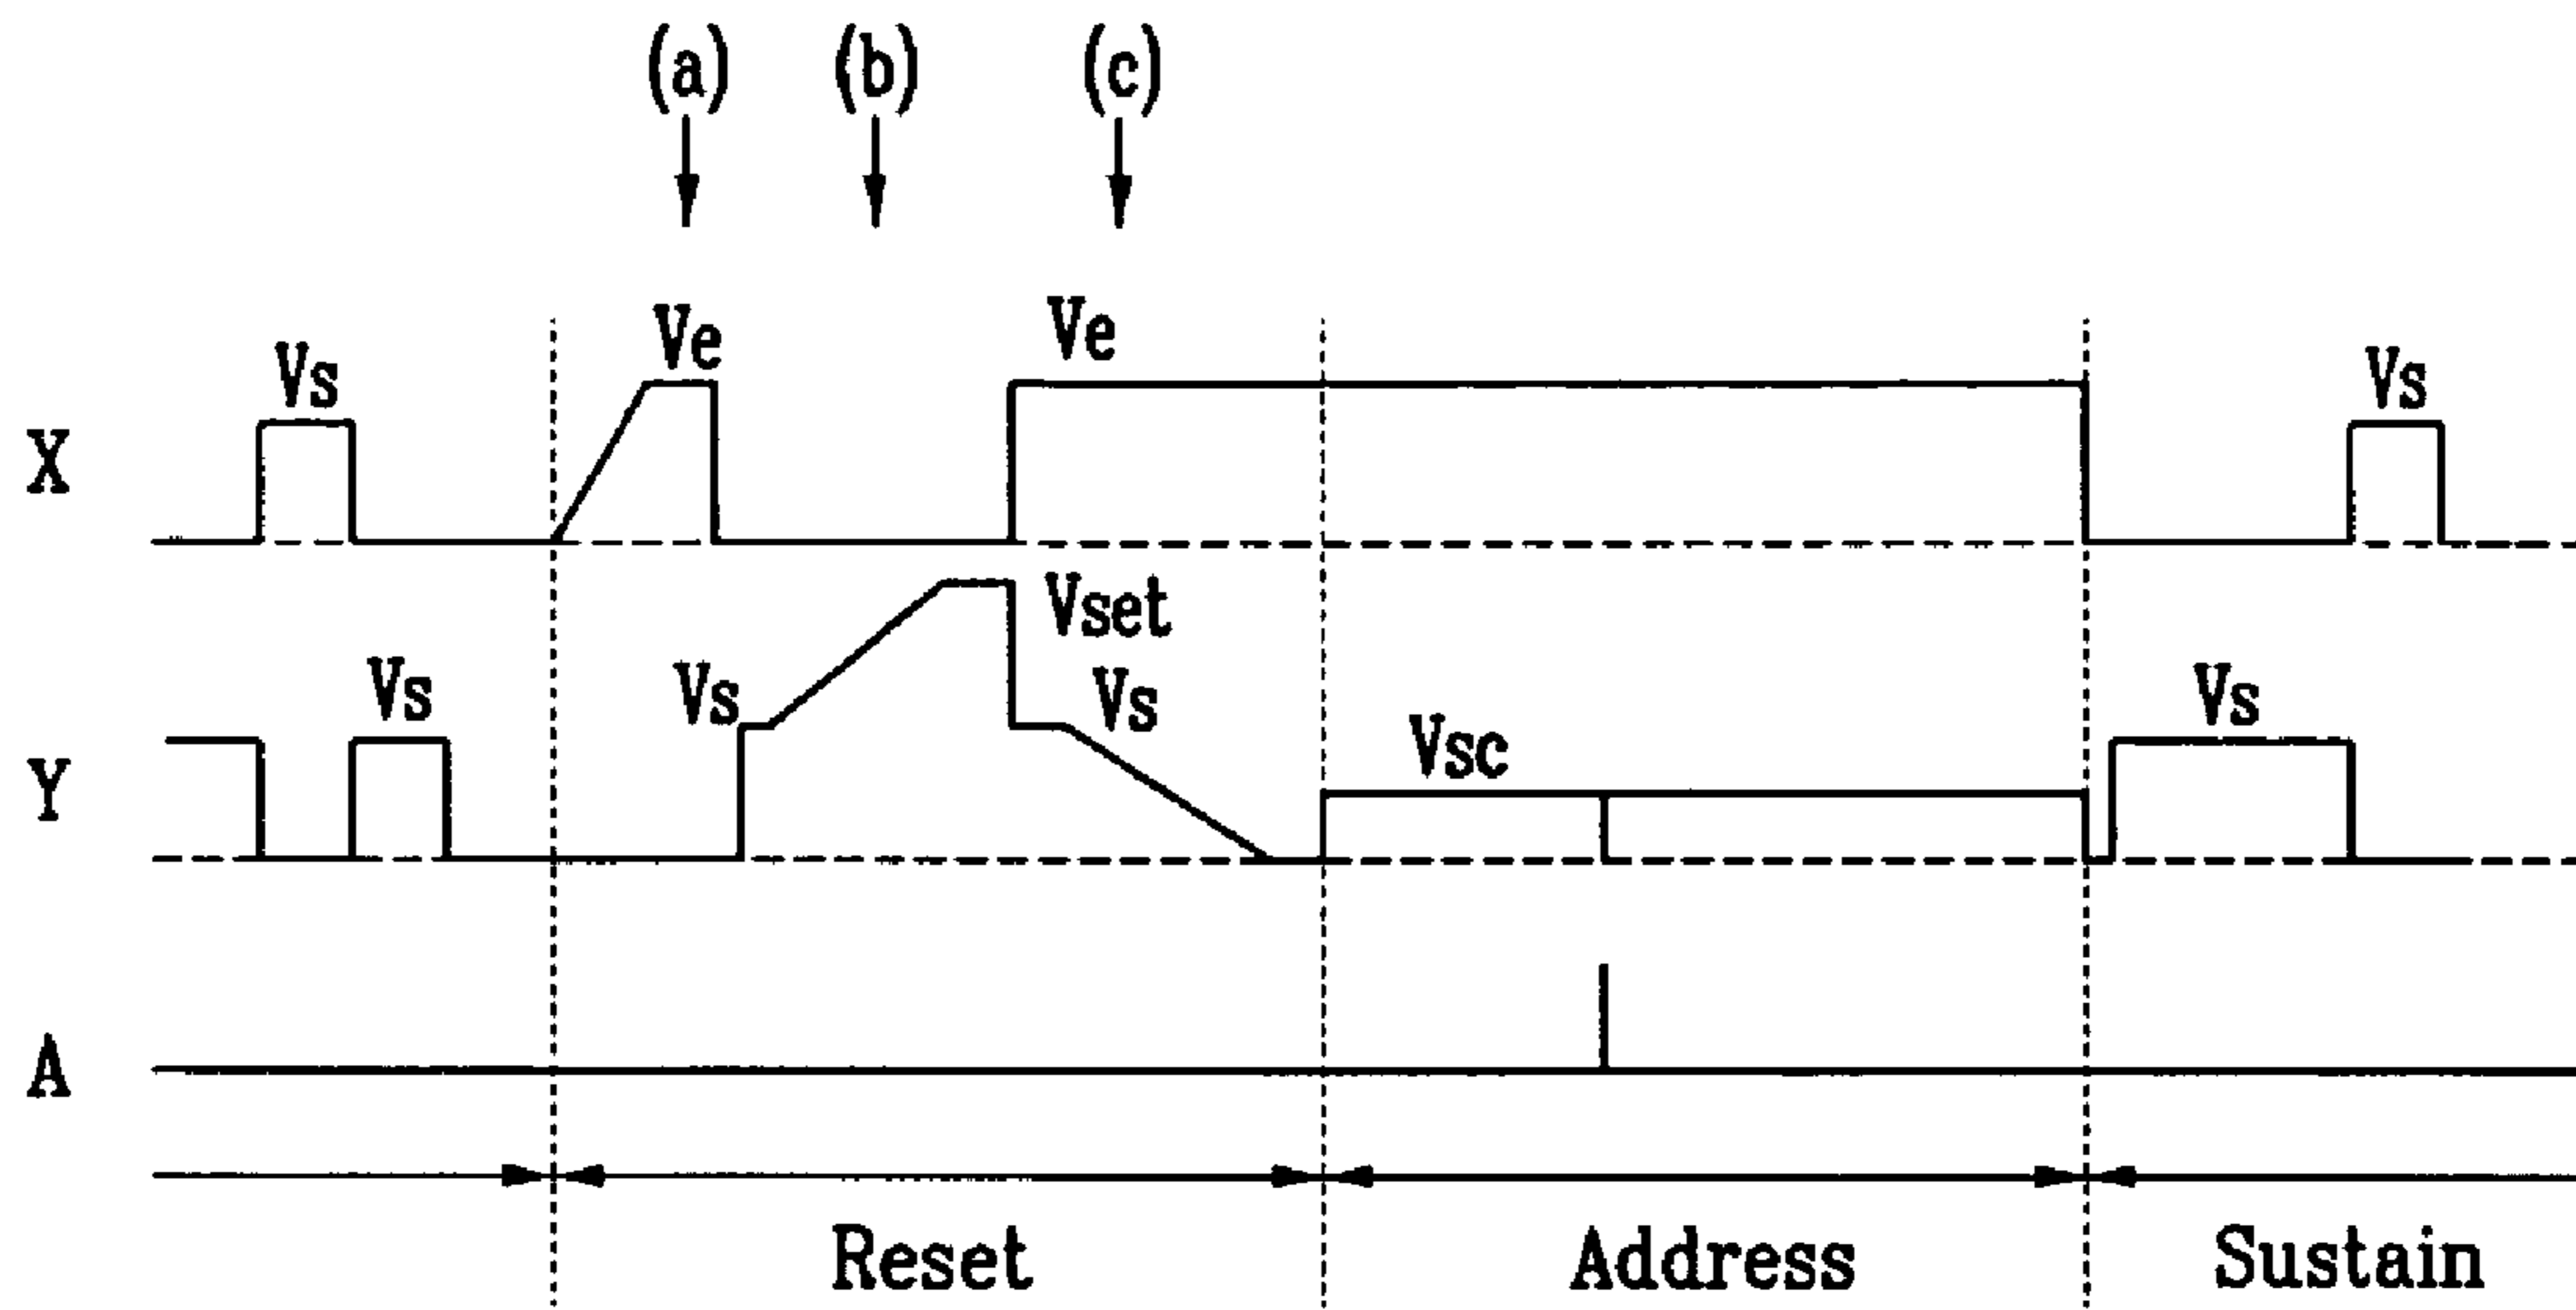 (a) (b) (c)
Ve Ve
Vs Vs
X
Vset
Vs Vs Vs Vs
Vsc
Y
A
Reset Address Sustain